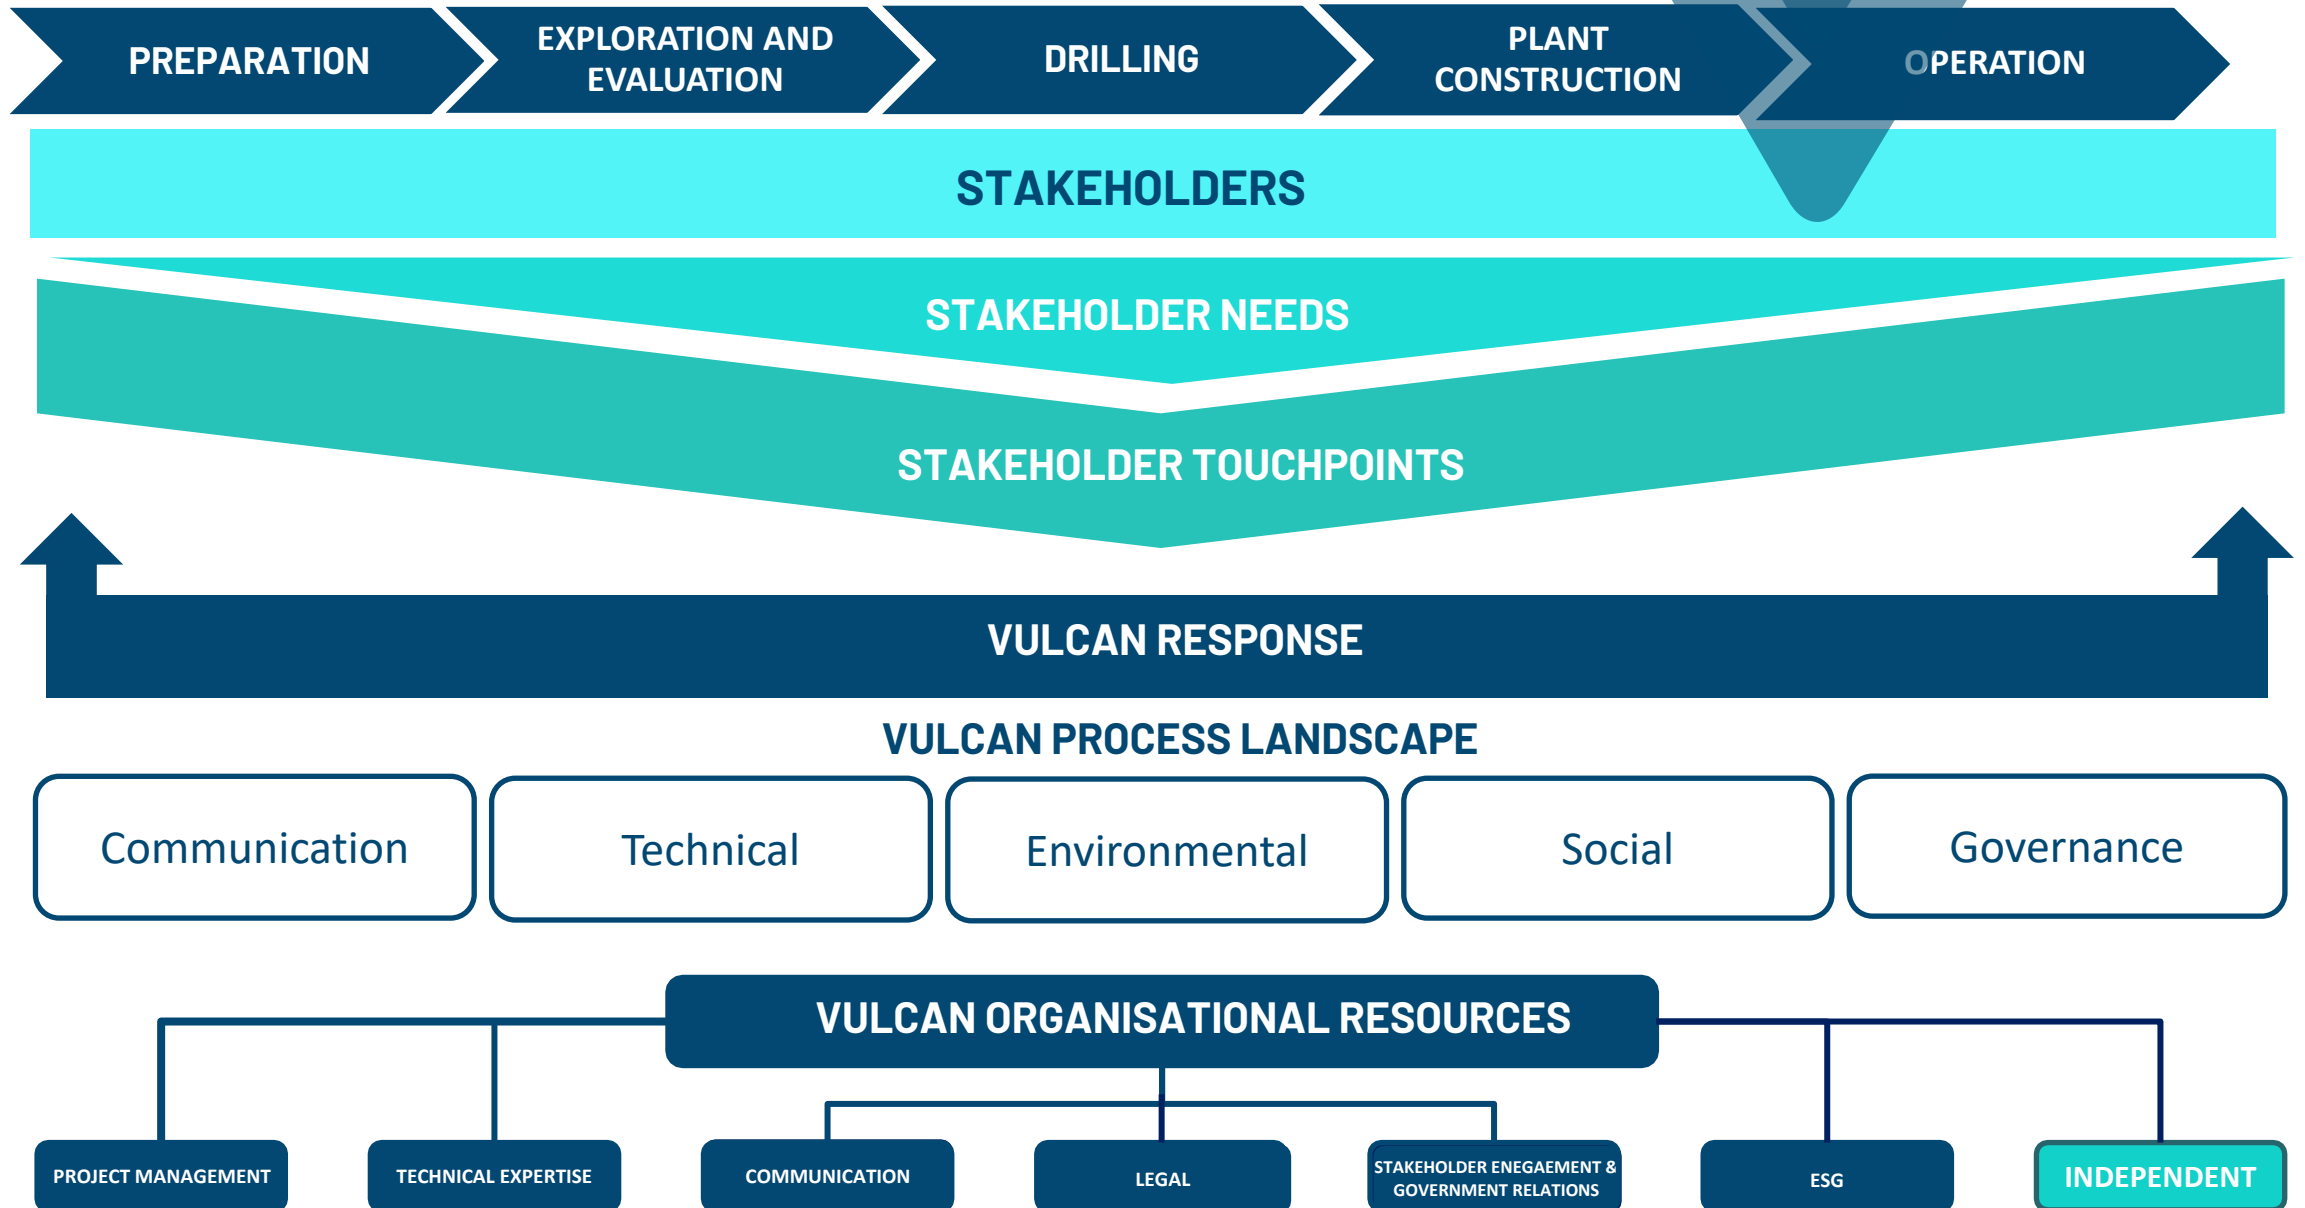 PREPARATION
EXPLORATION AND
EVALUATION
DRILLING
PLANT
CONSTRUCTION
OPERATION
STAKEHOLDERS
STAKEHOLDER NEEDS
STAKEHOLDER TOUCHPOINTS
VULCAN RESPONSE
VULCAN PROCESS LANDSCAPE
Communication
Technical
Environmental
Social
Governance
VULCAN ORGANISATIONAL RESOURCES
PROJECT MANAGEMENT
TECHNICAL EXPERTISE
COMMUNICATION
LEGAL
STAKEHOLDER ENEGAEMENT &
GOVERNMENT RELATIONS
ESG
INDEPENDENT